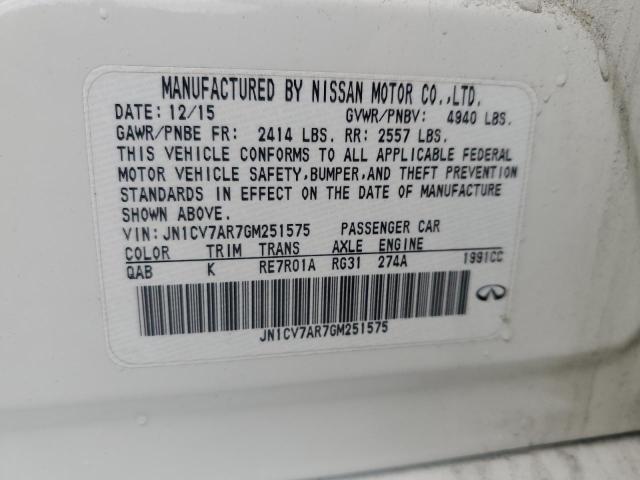 MANUFACTURED BY NISSAN MOTOR CO.,LTD.
DATE: 12/15 GVWR/PNBV: 4940 LBS.
GAWR/PNBE FR: 2414 LBS. RR: 2557 LBS.
THIS VEHICLE CONFORMS TO ALL APPLICABLE FEDERAL
MOTOR VEHICLE SAFETY,BUMPER,AND THEFT PREVENTION
STANDARDS IN EFFECT ON THE DATE OF MANUFACTURE
SHOWN ABOVE.
VIN: JN1CV7AR7GM251575 PASSENGER CAR
COLOR TRIM TRANS AXLE ENGINE
QAB K RE7R01A RG31 274A 1991CC
JN1CV7AR7GM251575